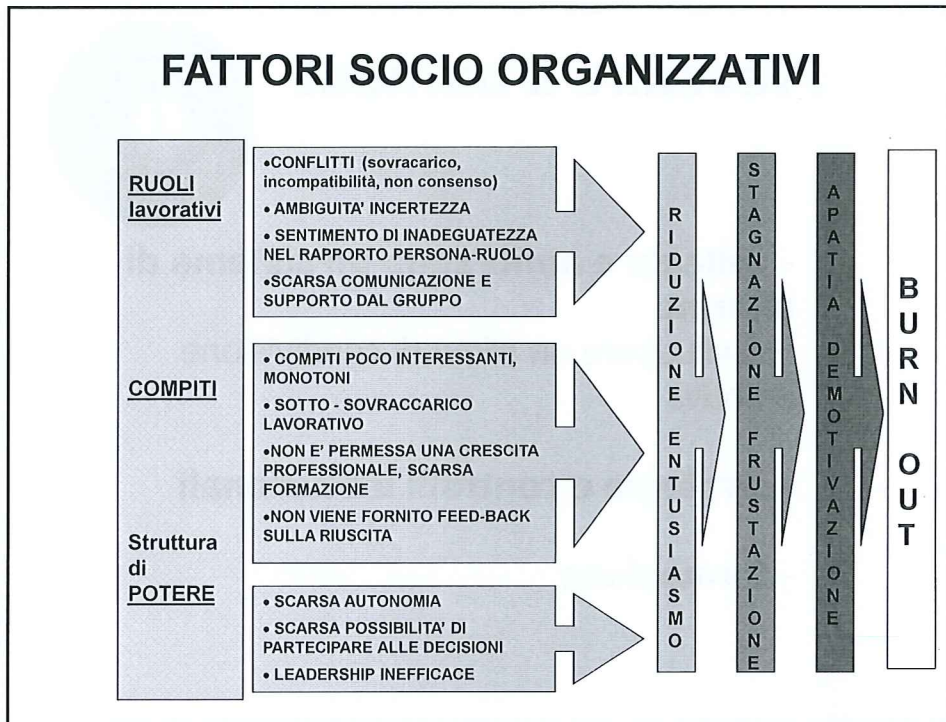 FATTORI SOCIO ORGANIZZATIVI
RUOLI
lavorativi
•CONFLITTI (sovracarico,
incompatibilità, non consenso)
• AMBIGUITA' INCERTEZZA
• SENTIMENTO DI INADEGUATEZZA
NEL RAPPORTO PERSONA-RUOLO
•SCARSA COMUNICAZIONE E
SUPPORTO DAL GRUPPO
COMPITI
• COMPITI POCO INTERESSANTI,
MONOTONI
• SOTTO - SOVRACCARICO
LAVORATIVO
•NON E' PERMESSA UNA CRESCITA
PROFESSIONALE, SCARSA
FORMAZIONE
• NON VIENE FORNITO FEED-BACK
SULLA RIUSCITA
Struttura
di
POTERE
• SCARSA AUTONOMIA
• SCARSA POSSIBILITA' DI
PARTECIPARE ALLE DECISIONI
• LEADERSHIP INEFFICACE
RIDUZIONE ENTUSIASMO
STAGNAZIONE FRUSTAZIONE
APATIA DEMOTIVAZIONE
BURN OUT